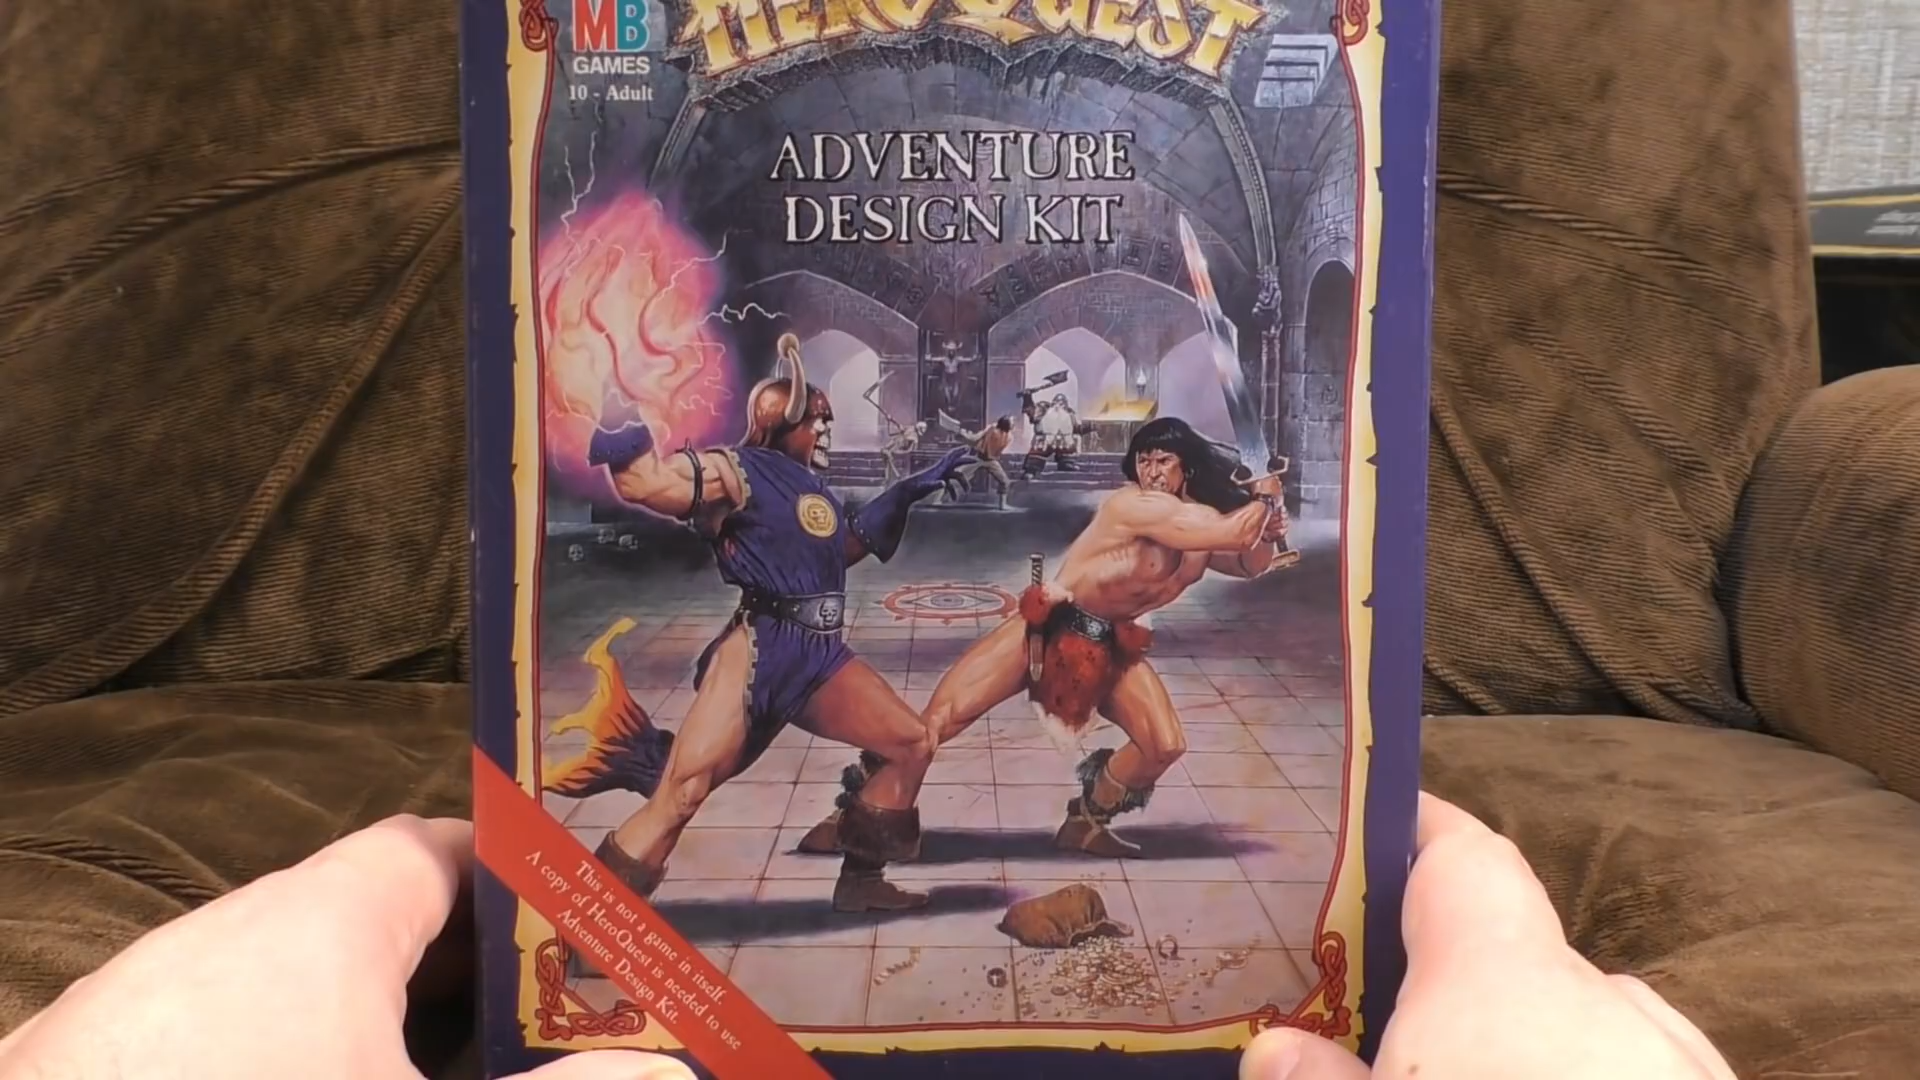 HEROQUEST
MB
GAMES
10 - Adult
ADVENTURE
DESIGN KIT
This is not a game in itself.
A copy of HeroQuest is needed to use
Adventure Design Kit.